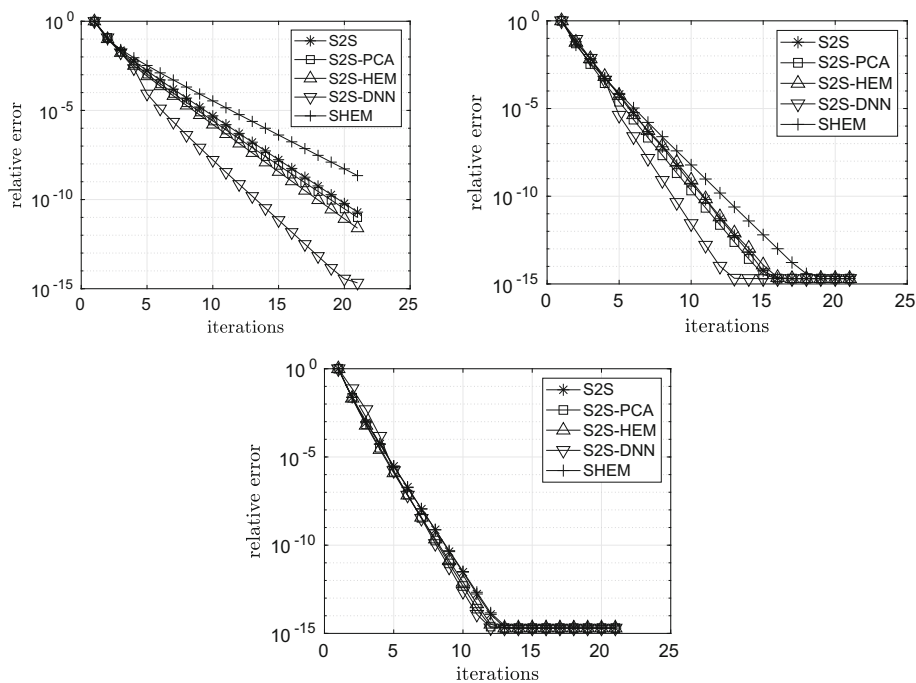 10^0
10^-5
10^-10
10^-15
relative error
0 5 10 15 20 25
iterations
S2S
S2S-PCA
S2S-HEM
S2S-DNN
SHEM
10^0
10^-5
10^-10
10^-15
relative error
0 5 10 15 20 25
iterations
S2S
S2S-PCA
S2S-HEM
S2S-DNN
SHEM
10^0
10^-5
10^-10
10^-15
relative error
0 5 10 15 20 25
iterations
S2S
S2S-PCA
S2S-HEM
S2S-DNN
SHEM